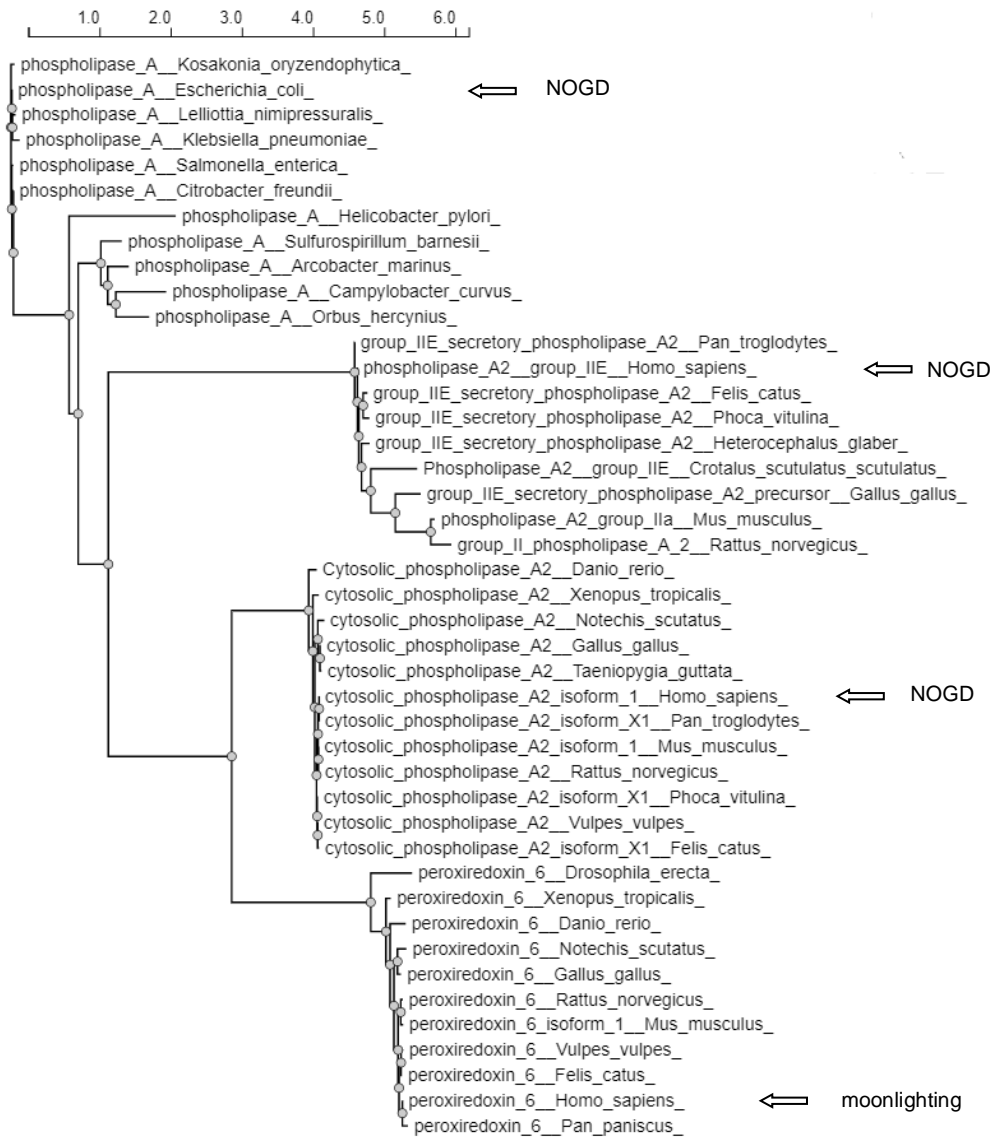 1.0 2.0 3.0 4.0 5.0 6.0
phospholipase_A__Kosakonia_oryzendophytica_
phospholipase_A__Escherichia_coli_ NOGD
phospholipase_A__Lelliottia_nimipressuralis_
phospholipase_A__Klebsiella_pneumoniae_
phospholipase_A__Salmonella_enterica_
phospholipase_A__Citrobacter_freundii_
phospholipase_A__Helicobacter_pylori_
phospholipase_A__Sulfurospirillum_barnesii_
phospholipase_A__Arcobacter_marinus_
phospholipase_A__Campylobacter_curvus_
phospholipase_A__Orbus_hercynius_
group_IIE_secretory_phospholipase_A2__Pan_troglodytes_
phospholipase_A2__group_IIE__Homo_sapiens_ NOGD
group_IIE_secretory_phospholipase_A2__Felis_catus_
group_IIE_secretory_phospholipase_A2__Phoca_vitulina_
group_IIE_secretory_phospholipase_A2__Heterocephalus_glaber_
Phospholipase_A2__group_IIE__Crotalus_scutulatus_scutulatus_
group_IIE_secretory_phospholipase_A2_precursor__Gallus_gallus_
phospholipase_A2_group_IIa__Mus_musculus_
group_II_phospholipase_A_2__Rattus_norvegicus_
Cytosolic_phospholipase_A2__Danio_rerio_
cytosolic_phospholipase_A2__Xenopus_tropicalis_
cytosolic_phospholipase_A2__Notechis_scutatus_
cytosolic_phospholipase_A2__Gallus_gallus_
cytosolic_phospholipase_A2__Taeniopygia_guttata_
cytosolic_phospholipase_A2_isoform_1__Homo_sapiens_ NOGD
cytosolic_phospholipase_A2_isoform_X1__Pan_troglodytes_
cytosolic_phospholipase_A2_isoform_1__Mus_musculus_
cytosolic_phospholipase_A2__Rattus_norvegicus_
cytosolic_phospholipase_A2_isoform_X1__Phoca_vitulina_
cytosolic_phospholipase_A2__Vulpes_vulpes_
cytosolic_phospholipase_A2_isoform_X1__Felis_catus_
peroxiredoxin_6__Drosophila_erecta_
peroxiredoxin_6__Xenopus_tropicalis_
peroxiredoxin_6__Danio_rerio_
peroxiredoxin_6__Notechis_scutatus_
peroxiredoxin_6__Gallus_gallus_
peroxiredoxin_6__Rattus_norvegicus_
peroxiredoxin_6_isoform_1__Mus_musculus_
peroxiredoxin_6__Vulpes_vulpes_
peroxiredoxin_6__Felis_catus_
peroxiredoxin_6__Homo_sapiens_ moonlighting
peroxiredoxin_6__Pan_paniscus_